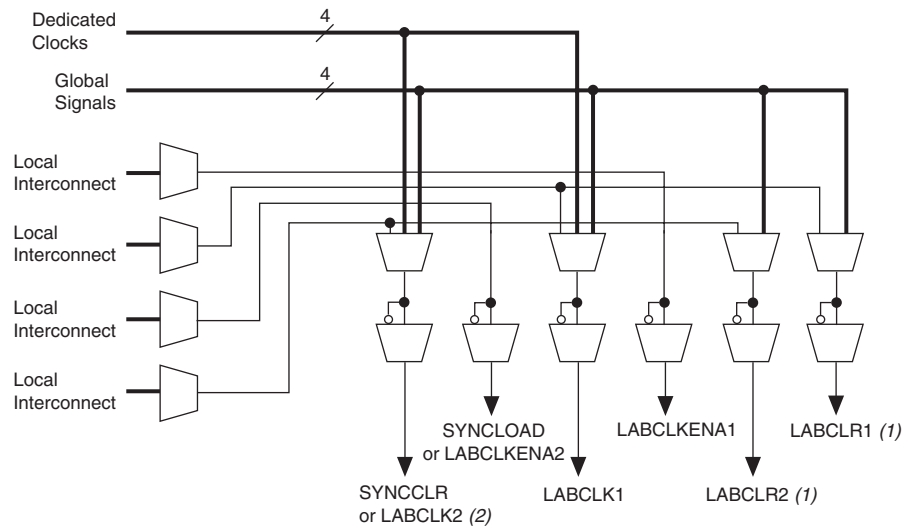 Dedicated
Clocks
4
Global
Signals
4
Local
Interconnect
Local
Interconnect
Local
Interconnect
Local
Interconnect
SYNCLOAD
or LABCLKENA2
LABCLKENA1
LABCLR1 (1)
SYNCCLR
or LABCLK2 (2)
LABCLK1
LABCLR2 (1)